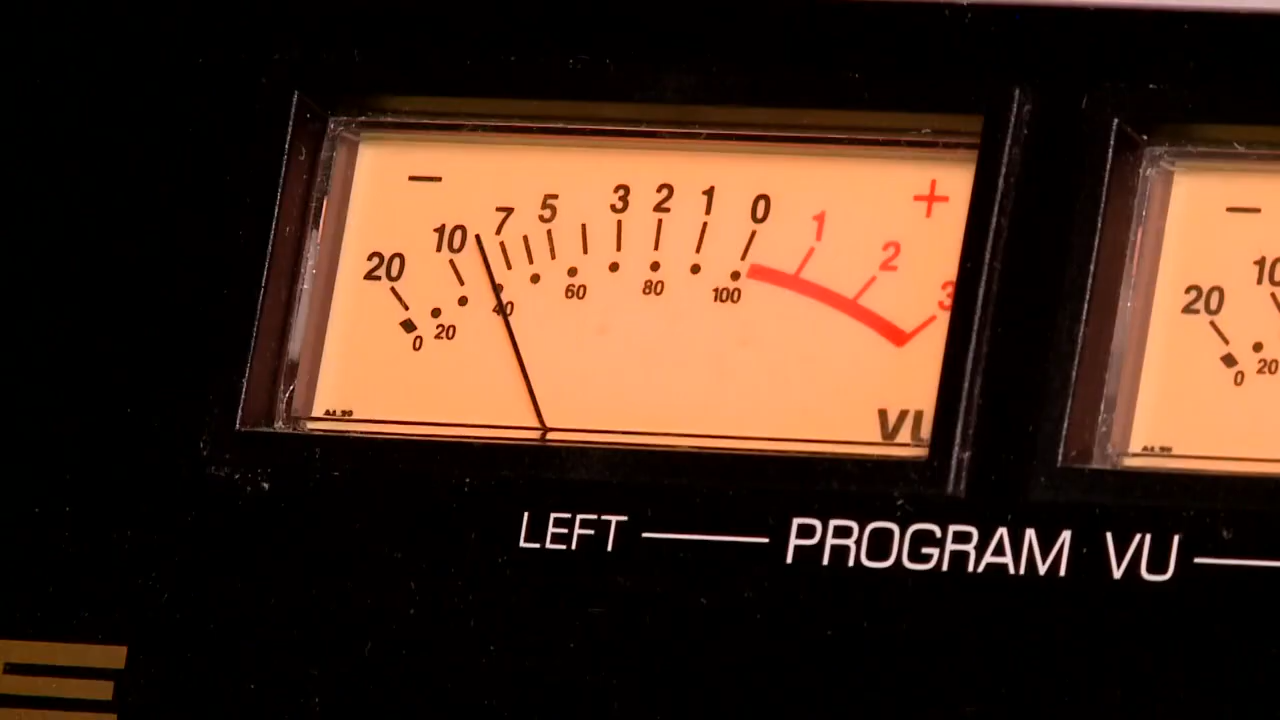 − 20 10 7 5 3 2 1 0 1 2 3 +
0 20 40 60 80 100
VU
− 20 10
0 20
LEFT — PROGRAM VU —